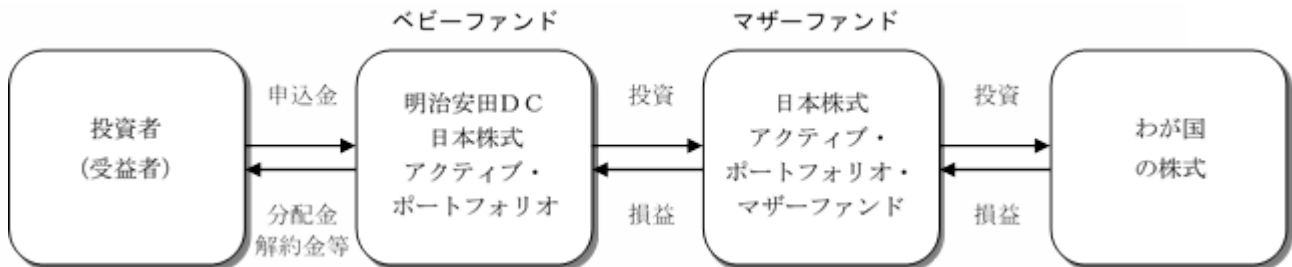 ベビーファンド
マザーファンド
投資者
(受益者)
申込金
分配金
解約金等
明治安田ＤＣ
日本株式
アクティブ・
ポートフォリオ
投資
損益
日本株式
アクティブ・
ポートフォリオ・
マザーファンド
投資
損益
わが国
の株式